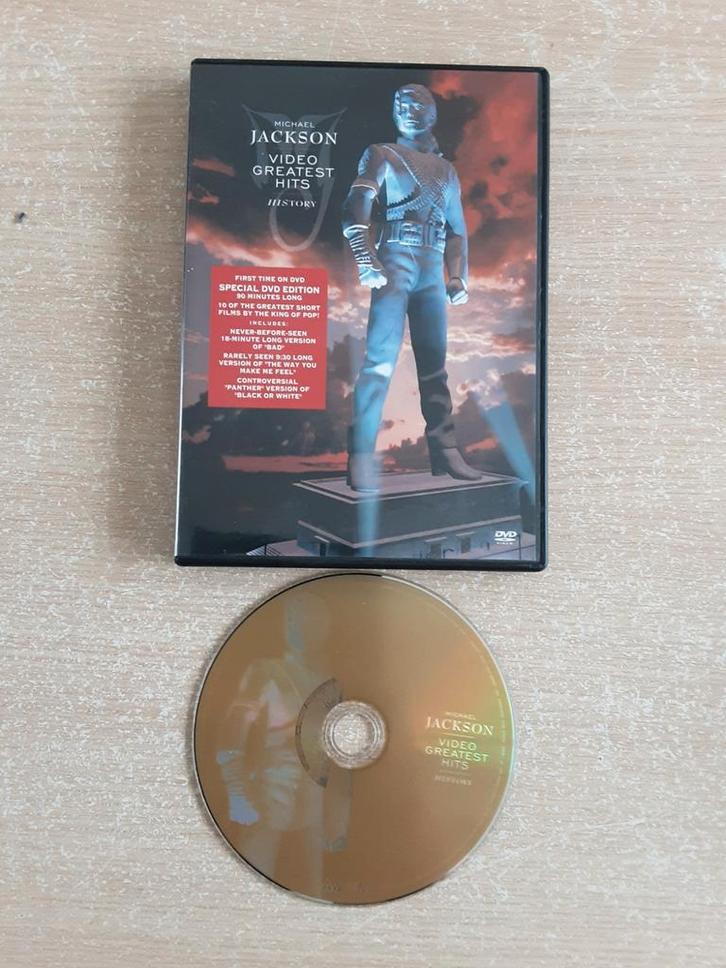 MICHAEL
JACKSON
VIDEO
GREATEST
HITS
HISTORY
FIRST TIME ON DVD
SPECIAL DVD EDITION
90 MINUTES LONG
10 OF THE GREATEST SHORT
FILMS BY THE KING OF POP!
INCLUDES:
NEVER-BEFORE-SEEN
18-MINUTE LONG VERSION
OF "BAD"
RARELY SEEN 9:30 LONG
VERSION OF "THE WAY YOU
MAKE ME FEEL"
CONTROVERSIAL
"PANTHER" VERSION OF
"BLACK OR WHITE"
DVD
VIDEO
MICHAEL
JACKSON
VIDEO
GREATEST
HITS
HISTORY